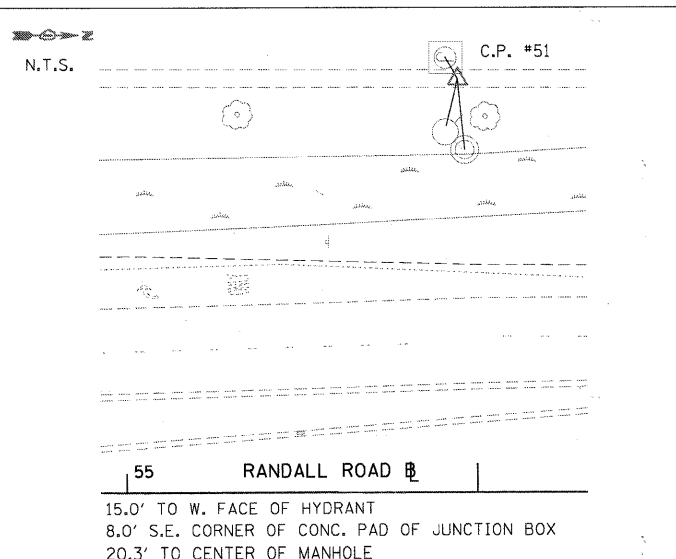 Z
N.T.S.
C.P. #51
55 RANDALL ROAD ⅊
15.0' TO W. FACE OF HYDRANT
8.0' S.E. CORNER OF CONC. PAD OF JUNCTION BOX
20.3' TO CENTER OF MANHOLE